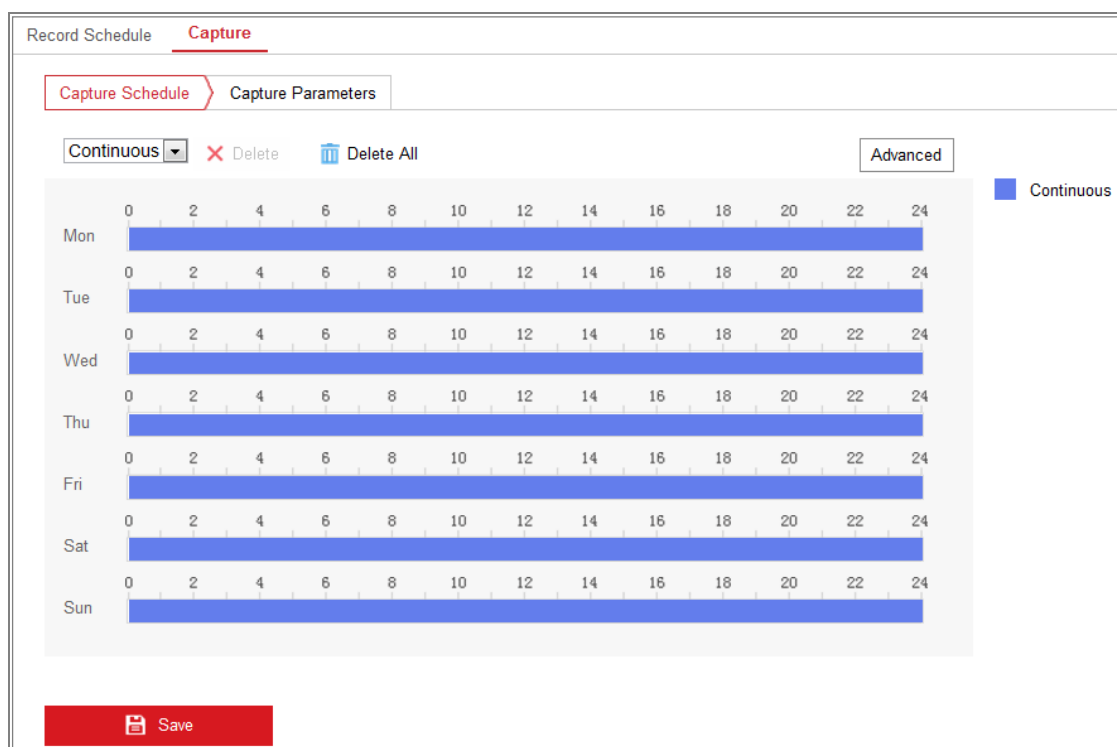 Record Schedule Capture
Capture Schedule Capture Parameters
Continuous Delete Delete All Advanced
Continuous
0 2 4 6 8 10 12 14 16 18 20 22 24
Mon
0 2 4 6 8 10 12 14 16 18 20 22 24
Tue
0 2 4 6 8 10 12 14 16 18 20 22 24
Wed
0 2 4 6 8 10 12 14 16 18 20 22 24
Thu
0 2 4 6 8 10 12 14 16 18 20 22 24
Fri
0 2 4 6 8 10 12 14 16 18 20 22 24
Sat
0 2 4 6 8 10 12 14 16 18 20 22 24
Sun
Save